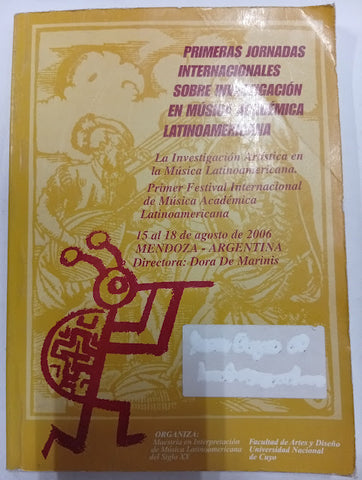 PRIMERAS JORNADAS
INTERNACIONALES
SOBRE INVESTIGACIÓN
EN MÚSICA ACADÉMICA
LATINOAMERICANA
La Investigación Artística en
la Música Latinoamericana.
Primer Festival Internacional
de Música Académica
Latinoamericana
15 al 18 de agosto de 2006
MENDOZA - ARGENTINA
Directora: Dora De Marinis
ORGANIZA:
Maestría en Interpretación
de Música Latinoamericana
del Siglo XX
Facultad de Artes y Diseño
Universidad Nacional
de Cuyo